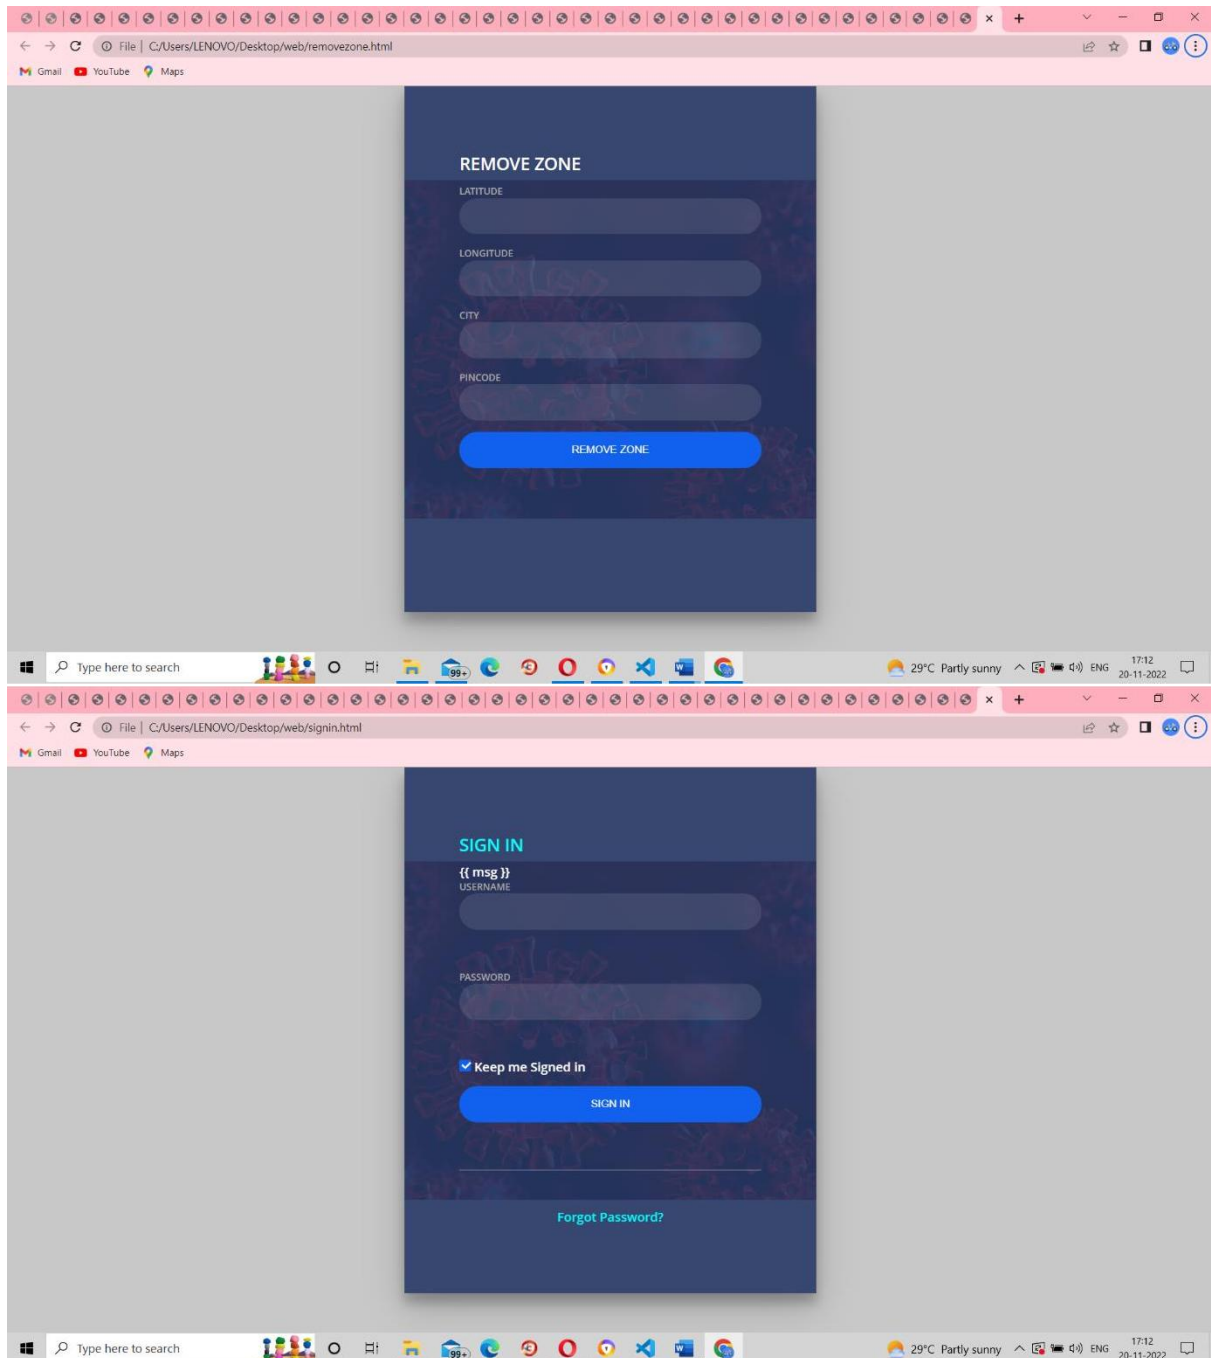 File | C:/Users/LENOVO/Desktop/web/removezone.html
Gmail YouTube Maps
REMOVE ZONE
LATITUDE
LONGITUDE
CITY
PINCODE
REMOVE ZONE
Type here to search 99+ 29°C Partly sunny ENG 17:12
20-11-2022
File | C:/Users/LENOVO/Desktop/web/signin.html
Gmail YouTube Maps
SIGN IN
{{ msg }}
USERNAME
PASSWORD
Keep me Signed in
SIGN IN
Forgot Password?
Type here to search 99+ 29°C Partly sunny ENG 17:12
20-11-2022